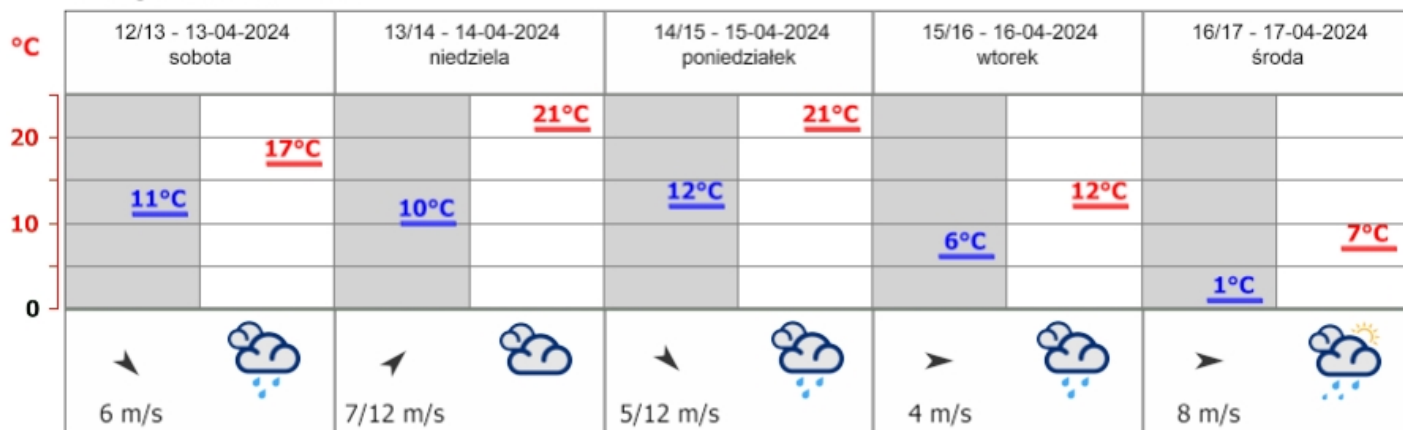 12/13 - 13-04-2024
sobota
13/14 - 14-04-2024
niedziela
14/15 - 15-04-2024
poniedziałek
15/16 - 16-04-2024
wtorek
16/17 - 17-04-2024
środa
°C
20
10
0
11°C
17°C
10°C
21°C
12°C
21°C
6°C
12°C
1°C
7°C
6 m/s
7/12 m/s
5/12 m/s
4 m/s
8 m/s